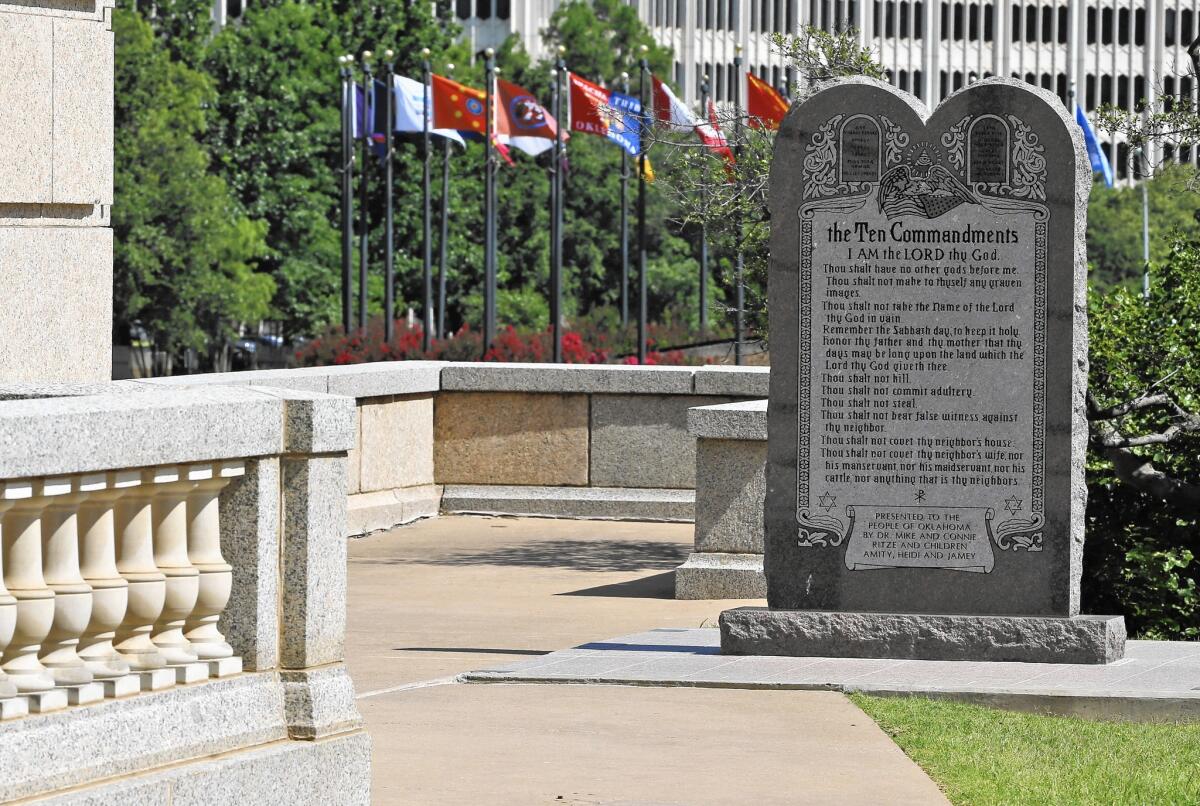 the Ten Commandments
I AM the LORD thy God.
Thou shalt have no other gods before me.
Thou shalt not make to thyself any graven
images.
Thou shalt not take the Name of the Lord
thy God in vain.
Remember the Sabbath day, to keep it holy.
Honor thy father and thy mother that thy
days may be long upon the land which the
Lord thy God giveth thee.
Thou shalt not kill.
Thou shalt not commit adultery.
Thou shalt not steal.
Thou shalt not bear false witness against
thy neighbor.
Thou shalt not covet thy neighbor's house.
Thou shalt not covet thy neighbor's wife, nor
his manservant, nor his maidservant, nor his
cattle, nor anything that is thy neighbor's.
PRESENTED TO THE
PEOPLE OF OKLAHOMA
BY DR. MIKE AND CONNIE
RITZE AND CHILDREN
AMITY, HEIDI AND JAMEY